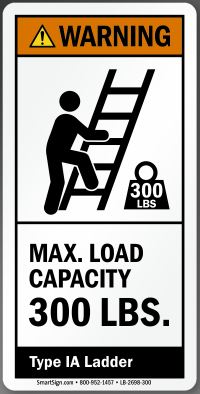 WARNING
300
LBS
MAX. LOAD
CAPACITY
300 LBS.
Type IA Ladder
SmartSign.com • 800-952-1457 • LB-2698-300